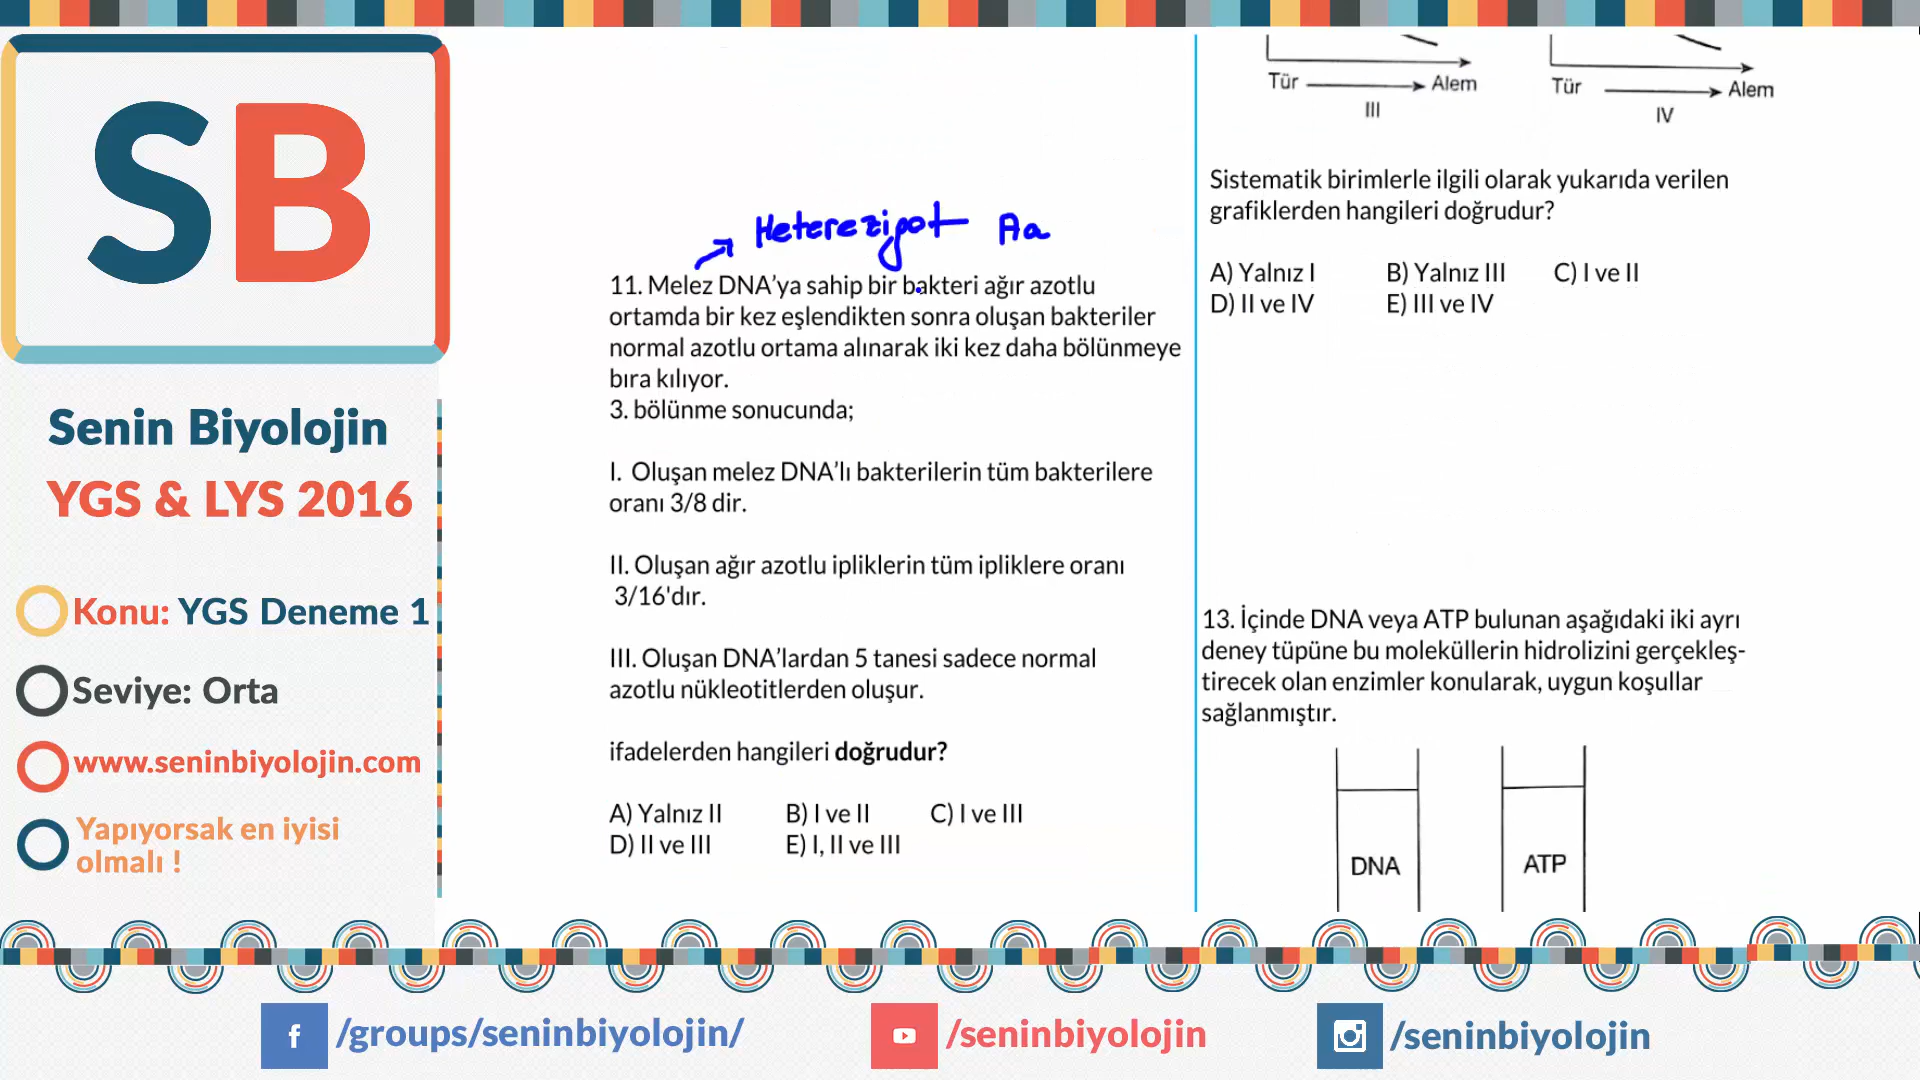 SB
Senin Biyolojin
YGS & LYS 2016
Konu: YGS Deneme 1
Seviye: Orta
www.seninbiyolojin.com
Yapıyorsak en iyisi
olmalı !
Heterezigot Aa
11. Melez DNA’ya sahip bir bakteri ağır azotlu
ortamda bir kez eşlendikten sonra oluşan bakteriler
normal azotlu ortama alınarak iki kez daha bölünmeye
bıra kılıyor.
3. bölünme sonucunda;
I. Oluşan melez DNA’lı bakterilerin tüm bakterilere
oranı 3/8 dir.
II. Oluşan ağır azotlu ipliklerin tüm ipliklere oranı
3/16'dır.
III. Oluşan DNA’lardan 5 tanesi sadece normal
azotlu nükleotitlerden oluşur.
ifadelerden hangileri doğrudur?
A) Yalnız II B) I ve II C) I ve III
D) II ve III E) I, II ve III
Tür Alem
III
Tür Alem
IV
Sistematik birimlerle ilgili olarak yukarıda verilen
grafiklerden hangileri doğrudur?
A) Yalnız I B) Yalnız III C) I ve II
D) II ve IV E) III ve IV
13. İçinde DNA veya ATP bulunan aşağıdaki iki ayrı
deney tüpüne bu moleküllerin hidrolizini gerçekleş-
tirecek olan enzimler konularak, uygun koşullar
sağlanmıştır.
DNA ATP
f /groups/seninbiyolojin/
/seninbiyolojin
/seninbiyolojin